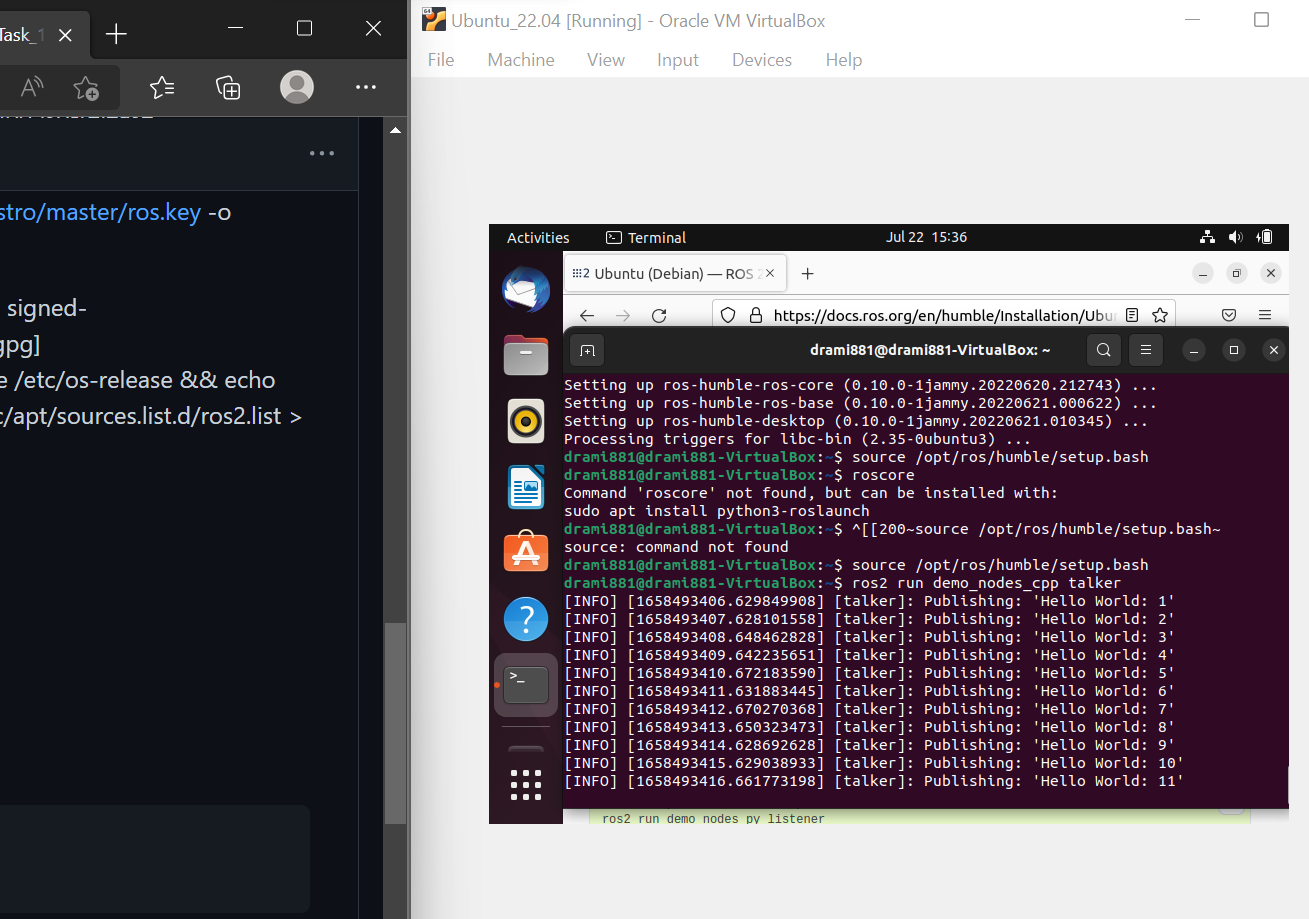 Task_1
stro/master/ros.key -o
signed-
gpg]
e /etc/os-release && echo
c/apt/sources.list.d/ros2.list >
64
Ubuntu_22.04 [Running] - Oracle VM VirtualBox
File Machine View Input Devices Help
Activities Terminal Jul 22 15:36
Ubuntu (Debian) — ROS 2
https://docs.ros.org/en/humble/Installation/Ubu
drami881@drami881-VirtualBox: ~
Setting up ros-humble-ros-core (0.10.0-1jammy.20220620.212743) ...
Setting up ros-humble-ros-base (0.10.0-1jammy.20220621.000622) ...
Setting up ros-humble-desktop (0.10.0-1jammy.20220621.010345) ...
Processing triggers for libc-bin (2.35-0ubuntu3) ...
drami881@drami881-VirtualBox:~$ source /opt/ros/humble/setup.bash
drami881@drami881-VirtualBox:~$ roscore
Command 'roscore' not found, but can be installed with:
sudo apt install python3-roslaunch
drami881@drami881-VirtualBox:~$ ^[[200~source /opt/ros/humble/setup.bash~
source: command not found
drami881@drami881-VirtualBox:~$ source /opt/ros/humble/setup.bash
drami881@drami881-VirtualBox:~$ ros2 run demo_nodes_cpp talker
[INFO] [1658493406.629849908] [talker]: Publishing: 'Hello World: 1'
[INFO] [1658493407.628101558] [talker]: Publishing: 'Hello World: 2'
[INFO] [1658493408.648462828] [talker]: Publishing: 'Hello World: 3'
[INFO] [1658493409.642235651] [talker]: Publishing: 'Hello World: 4'
[INFO] [1658493410.672183590] [talker]: Publishing: 'Hello World: 5'
[INFO] [1658493411.631883445] [talker]: Publishing: 'Hello World: 6'
[INFO] [1658493412.670270368] [talker]: Publishing: 'Hello World: 7'
[INFO] [1658493413.650323473] [talker]: Publishing: 'Hello World: 8'
[INFO] [1658493414.628692628] [talker]: Publishing: 'Hello World: 9'
[INFO] [1658493415.629038933] [talker]: Publishing: 'Hello World: 10'
[INFO] [1658493416.661773198] [talker]: Publishing: 'Hello World: 11'
ros2 run demo_nodes_py listener